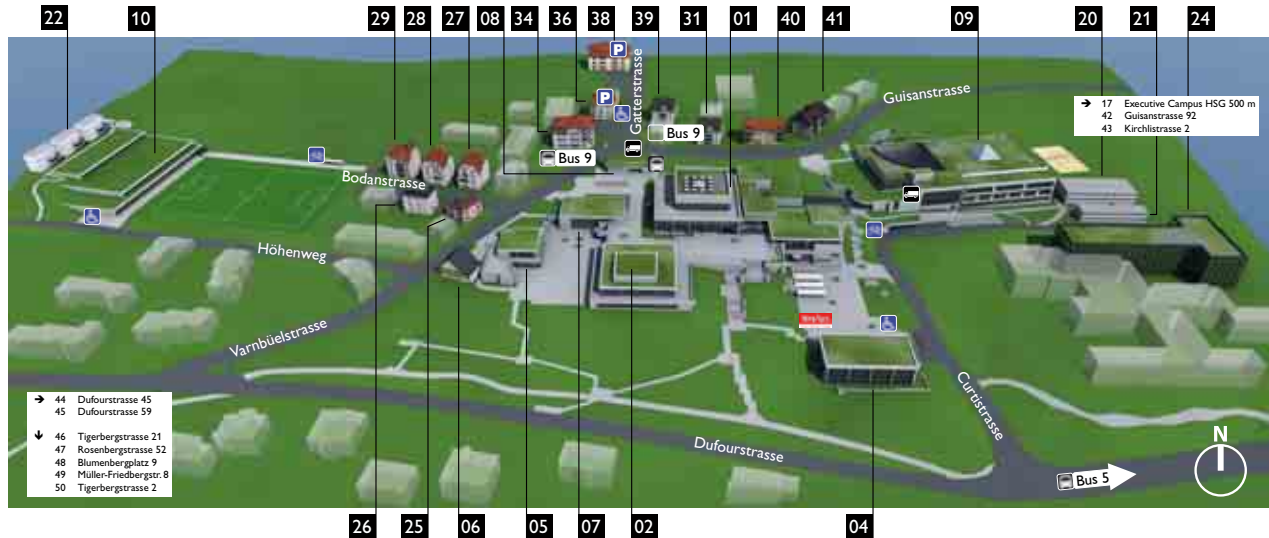 22
10
29
28
27
08
34
36
38
39
31
01
40
41
09
20
21
24
P
P
Gatterstrasse
Guisanstrasse
→ 17 Executive Campus HSG 500 m
42 Guisanstrasse 92
43 Kirchlistrasse 2
Bus 9
Bus 9
Bodanstrasse
Höhenweg
Varnbüelstrasse
→ 44 Dufourstrasse 45
45 Dufourstrasse 59
↓ 46 Tigerbergstrasse 21
47 Rosenbergstrasse 52
48 Blumenbergplatz 9
49 Müller-Friedbergstr. 8
50 Tigerbergstrasse 2
Curtistrasse
Dufourstrasse
Bus 5
N
26
25
06
05
07
02
04